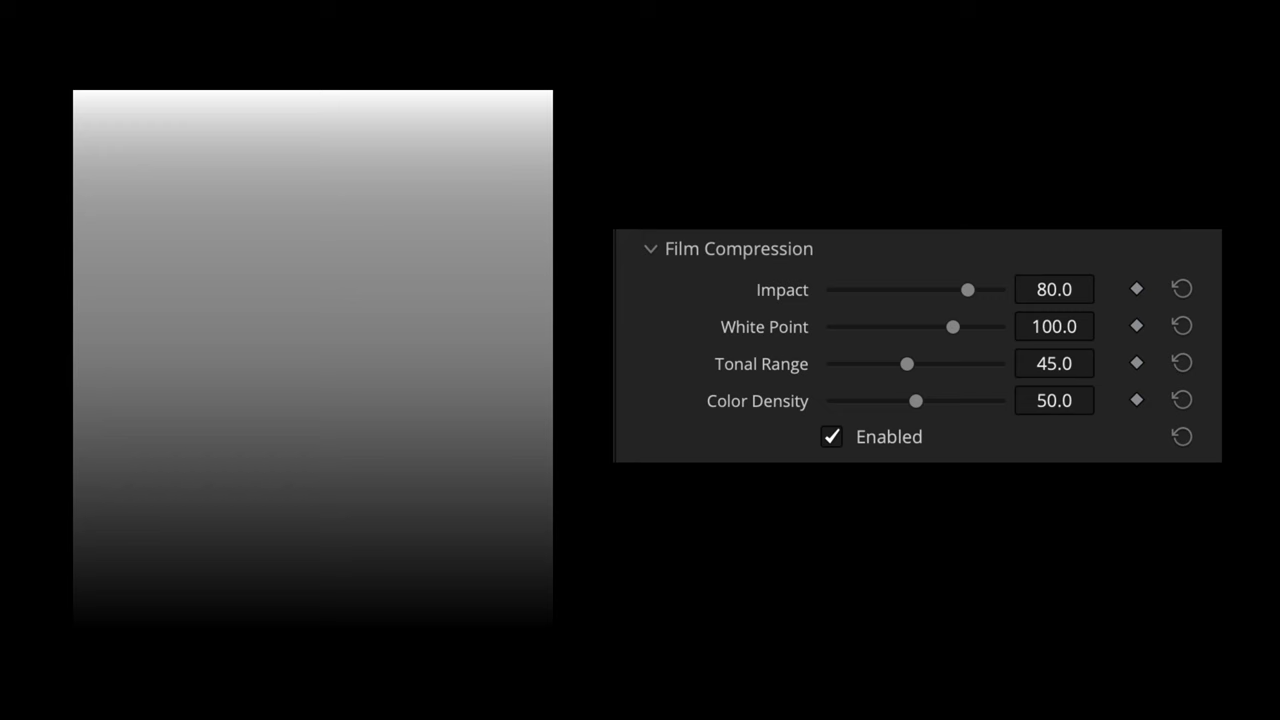 Film Compression
Impact 80.0
White Point 100.0
Tonal Range 45.0
Color Density 50.0
Enabled